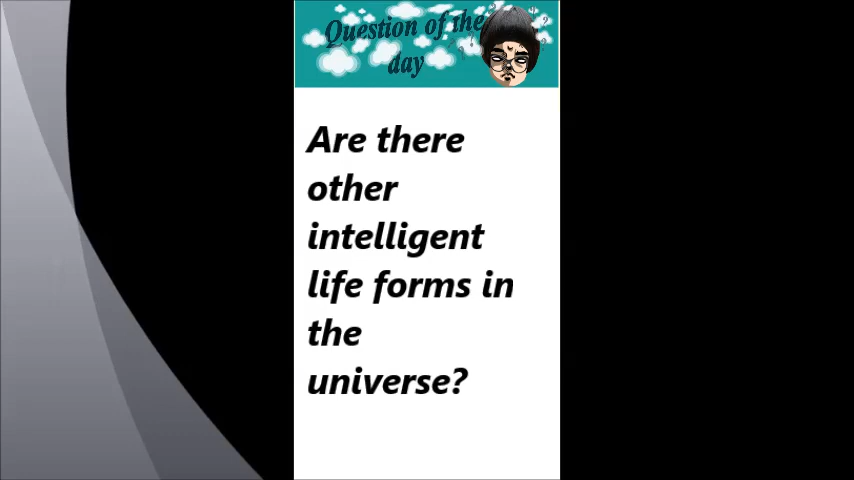 Question of the
day
Are there
other
intelligent
life forms in
the
universe?